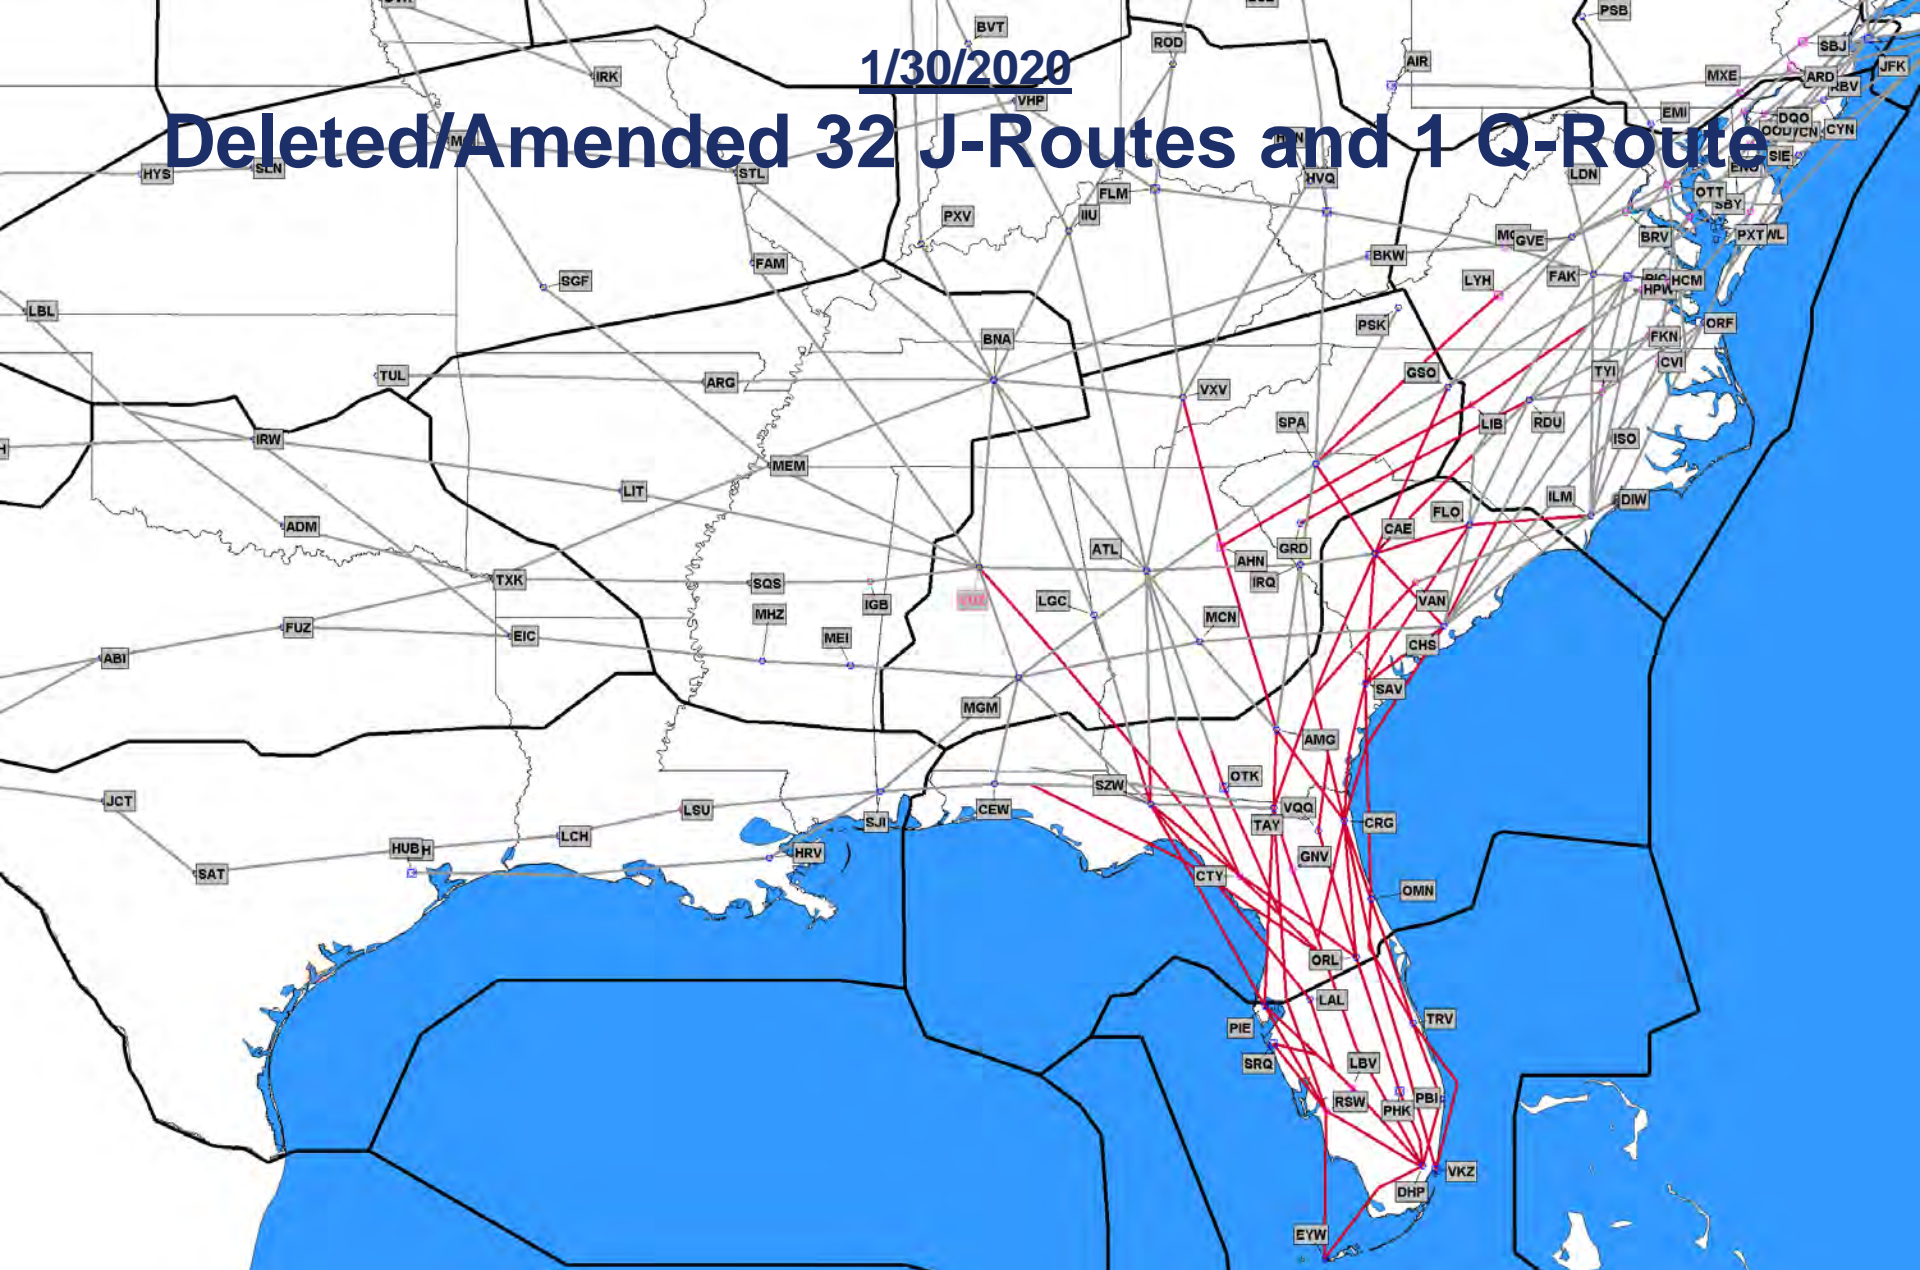 1/30/2020
Deleted/Amended 32 J-Routes and 1 Q-Route
PSB
BVT
ROD
SBJ
AIR
JFK
IRK
MXE
ARD
RBV
VHP
EMI
DQO
CYN
SIE
HYS
SLN
STL
LDN
HVQ
FLM
OTT
SBY
PXV
IIU
GVE
BRV
PXT
BKW
FAM
SGF
LYH
FAK
HCM
HPW
LBL
PSK
ORF
BNA
FKN
CVI
TUL
ARG
VXV
GSO
TYI
SPA
LIB
RDU
ISO
IRW
MEM
LIT
ILM
DIW
FLO
ADM
CAE
ATL
GRD
AHN
TXK
SQS
IRQ
IGB
LGC
VAN
MHZ
MCN
FUZ
EIC
MEI
CHS
ABI
SAV
MGM
AMG
OTK
SZW
JCT
LSU
CEW
VQQ
SJI
TAY
CRG
LCH
HUB
HRV
GNV
SAT
CTY
OMN
ORL
LAL
TRV
PIE
SRQ
LBV
RSW
PHK
PBI
VKZ
DHP
EYW